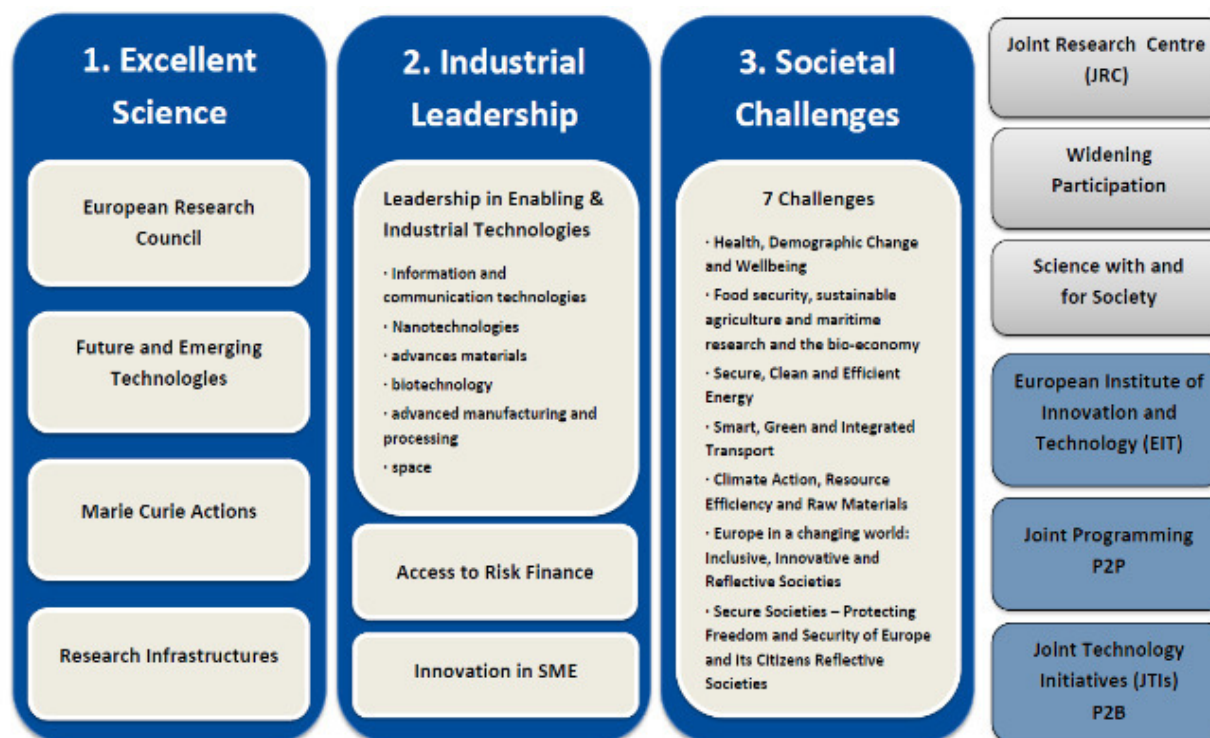 1. Excellent
Science
European Research
Council
Future and Emerging
Technologies
Marie Curie Actions
Research Infrastructures
2. Industrial
Leadership
Leadership in Enabling &
Industrial Technologies
· Information and
communication technologies
· Nanotechnologies
· advances materials
· biotechnology
· advanced manufacturing and
processing
· space
Access to Risk Finance
Innovation in SME
3. Societal
Challenges
7 Challenges
· Health, Demographic Change
and Wellbeing
· Food security, sustainable
agriculture and maritime
research and the bio-economy
· Secure, Clean and Efficient
Energy
· Smart, Green and Integrated
Transport
· Climate Action, Resource
Efficiency and Raw Materials
· Europe in a changing world:
Inclusive, Innovative and
Reflective Societies
· Secure Societies – Protecting
Freedom and Security of Europe
and Its Citizens Reflective
Societies
Joint Research Centre
(JRC)
Widening
Participation
Science with and
for Society
European Institute of
Innovation and
Technology (EIT)
Joint Programming
P2P
Joint Technology
Initiatives (JTIs)
P2B